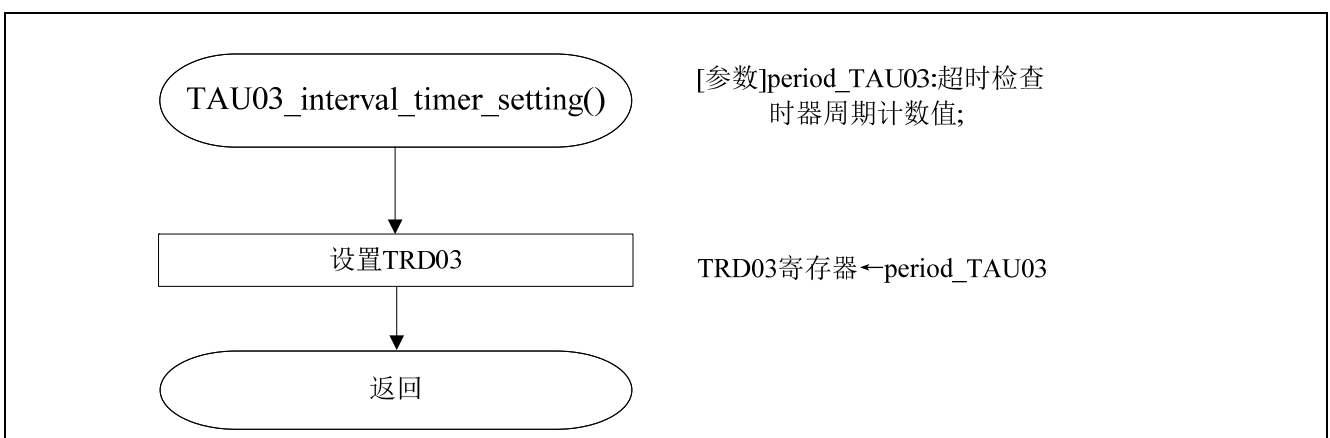 TAU03_interval_timer_setting()
[参数]period_TAU03:超时检查
时器周期计数值;
设置TRD03
TRD03寄存器←period_TAU03
返回